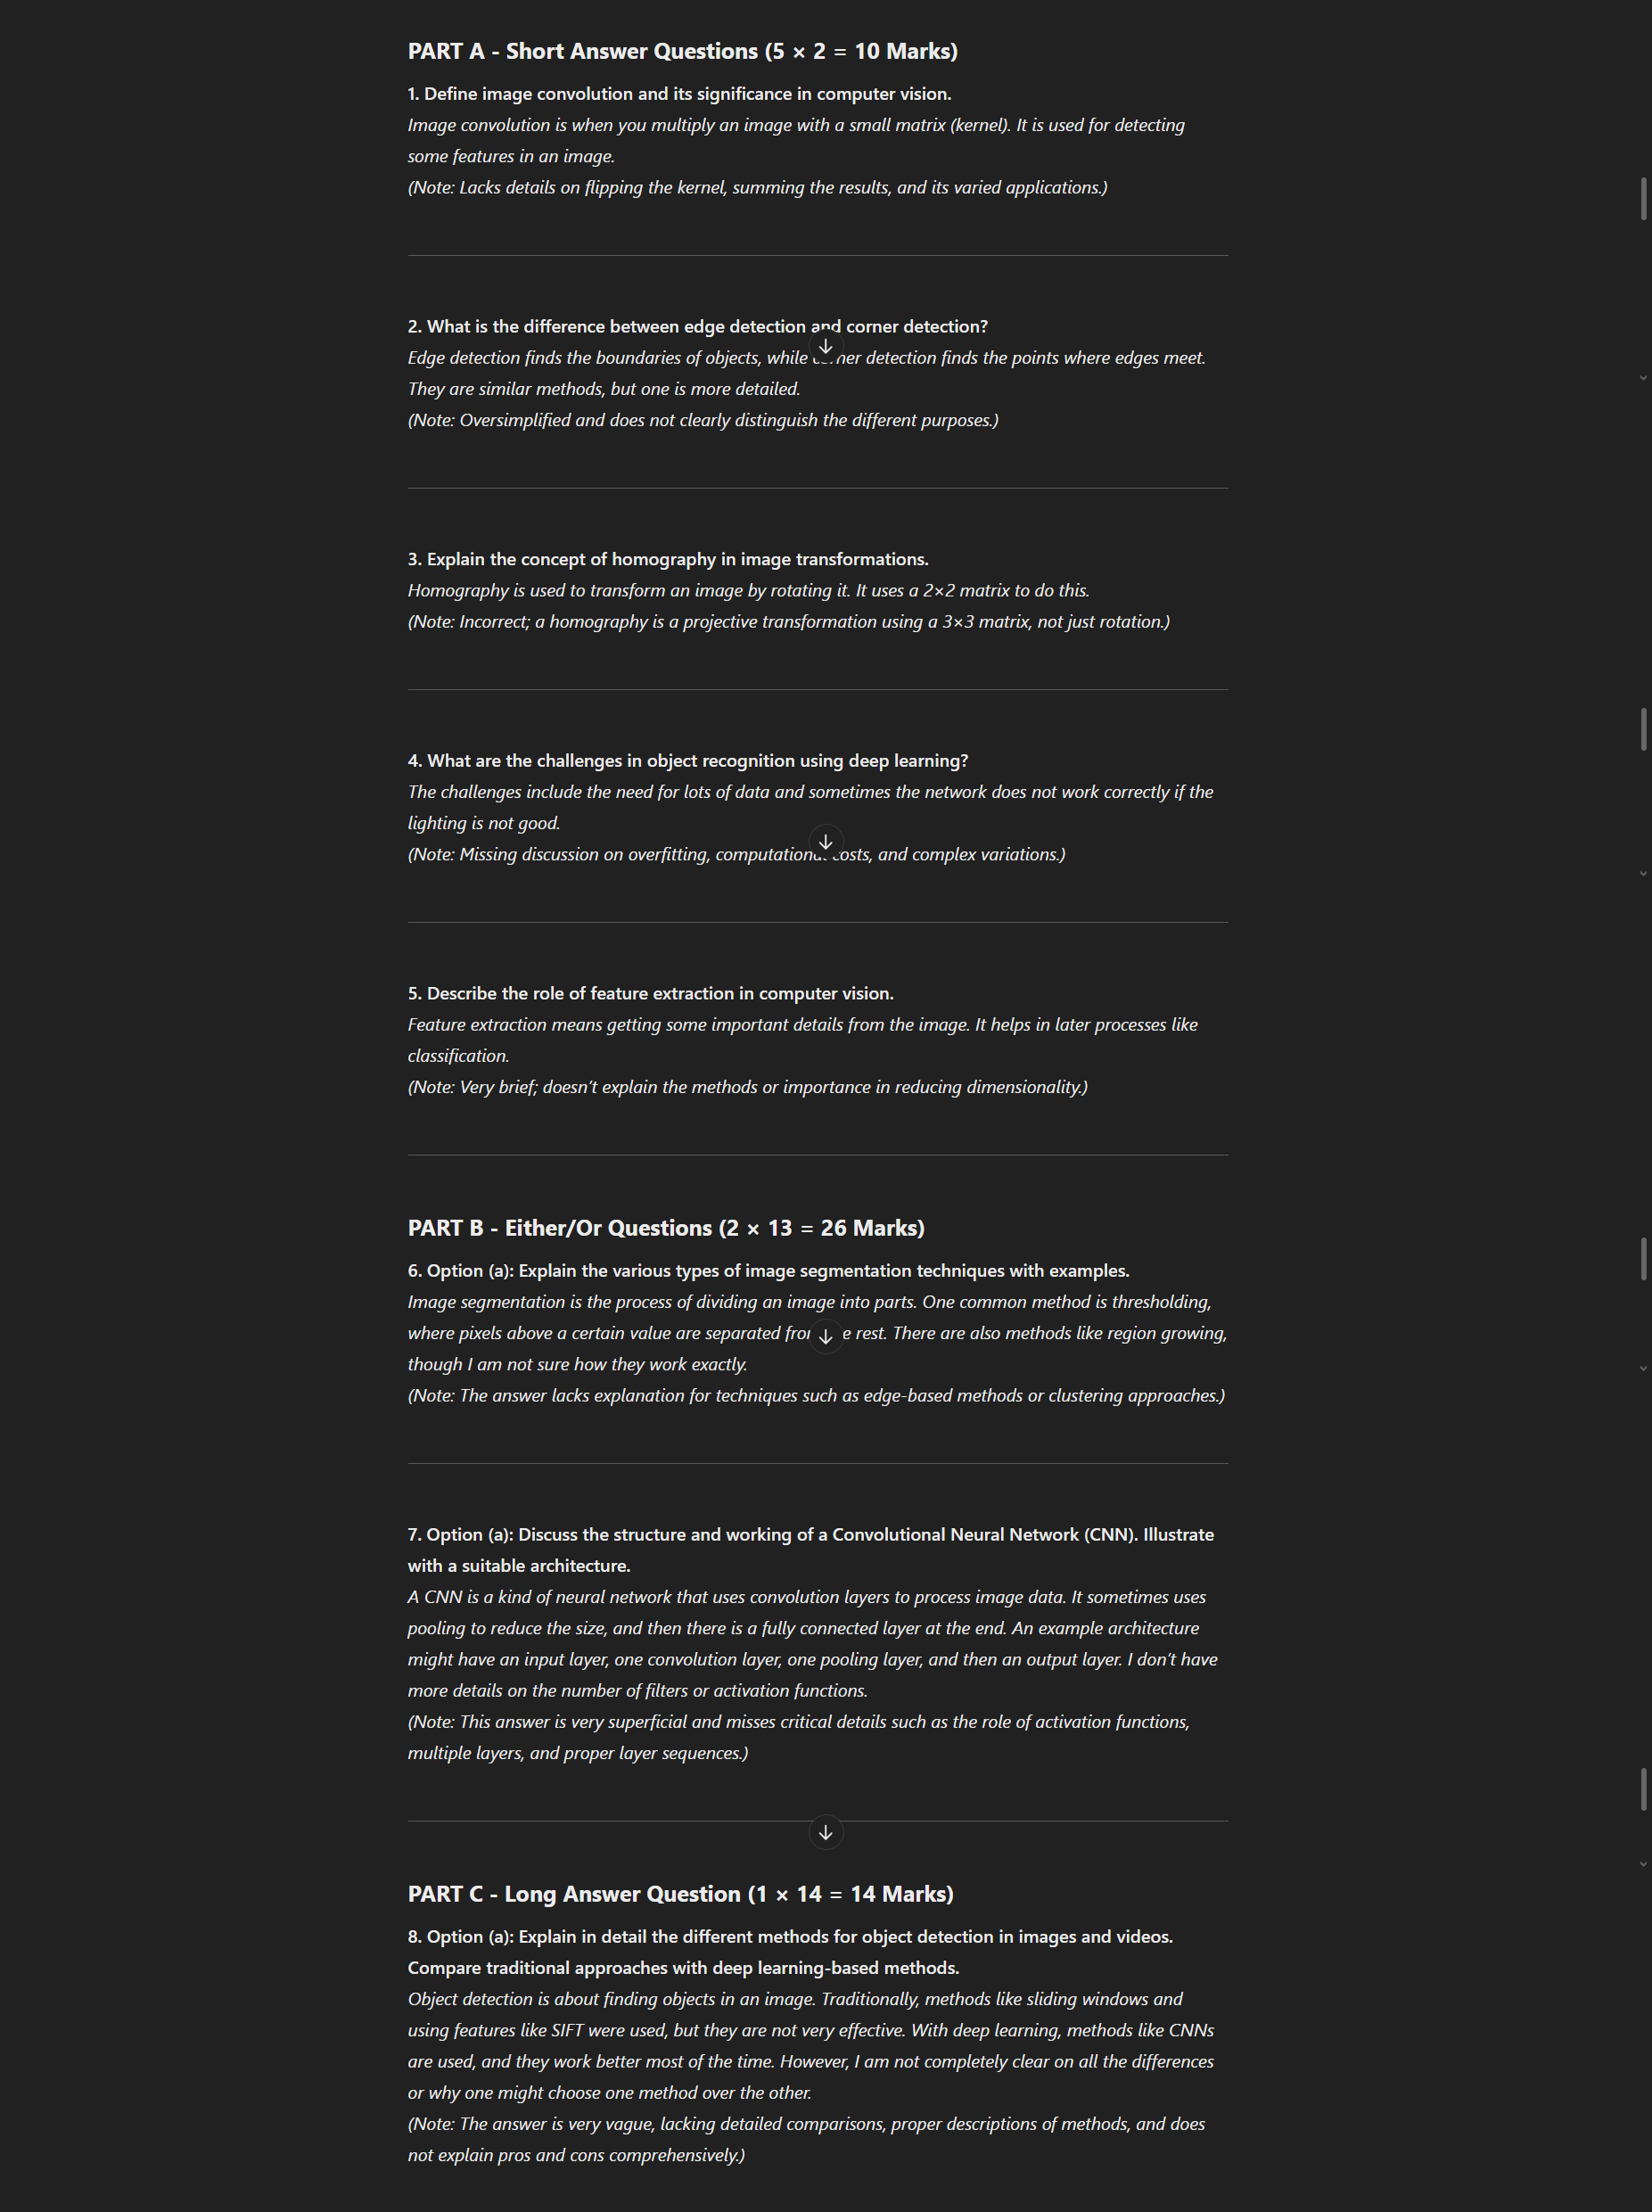 PART A - Short Answer Questions (5 × 2 = 10 Marks)
1. Define image convolution and its significance in computer vision.
Image convolution is when you multiply an image with a small matrix (kernel). It is used for detecting
some features in an image.
(Note: Lacks details on flipping the kernel, summing the results, and its varied applications.)
2. What is the difference between edge detection and corner detection?
Edge detection finds the boundaries of objects, while corner detection finds the points where edges meet.
They are similar methods, but one is more detailed.
(Note: Oversimplified and does not clearly distinguish the different purposes.)
3. Explain the concept of homography in image transformations.
Homography is used to transform an image by rotating it. It uses a 2×2 matrix to do this.
(Note: Incorrect; a homography is a projective transformation using a 3×3 matrix, not just rotation.)
4. What are the challenges in object recognition using deep learning?
The challenges include the need for lots of data and sometimes the network does not work correctly if the
lighting is not good.
(Note: Missing discussion on overfitting, computational costs, and complex variations.)
5. Describe the role of feature extraction in computer vision.
Feature extraction means getting some important details from the image. It helps in later processes like
classification.
(Note: Very brief; doesn't explain the methods or importance in reducing dimensionality.)
PART B - Either/Or Questions (2 × 13 = 26 Marks)
6. Option (a): Explain the various types of image segmentation techniques with examples.
Image segmentation is the process of dividing an image into parts. One common method is thresholding,
where pixels above a certain value are separated from the rest. There are also methods like region growing,
though I am not sure how they work exactly.
(Note: The answer lacks explanation for techniques such as edge-based methods or clustering approaches.)
7. Option (a): Discuss the structure and working of a Convolutional Neural Network (CNN). Illustrate
with a suitable architecture.
A CNN is a kind of neural network that uses convolution layers to process image data. It sometimes uses
pooling to reduce the size, and then there is a fully connected layer at the end. An example architecture
might have an input layer, one convolution layer, one pooling layer, and then an output layer. I don't have
more details on the number of filters or activation functions.
(Note: This answer is very superficial and misses critical details such as the role of activation functions,
multiple layers, and proper layer sequences.)
PART C - Long Answer Question (1 × 14 = 14 Marks)
8. Option (a): Explain in detail the different methods for object detection in images and videos.
Compare traditional approaches with deep learning-based methods.
Object detection is about finding objects in an image. Traditionally, methods like sliding windows and
using features like SIFT were used, but they are not very effective. With deep learning, methods like CNNs
are used, and they work better most of the time. However, I am not completely clear on all the differences
or why one might choose one method over the other.
(Note: The answer is very vague, lacking detailed comparisons, proper descriptions of methods, and does
not explain pros and cons comprehensively.)